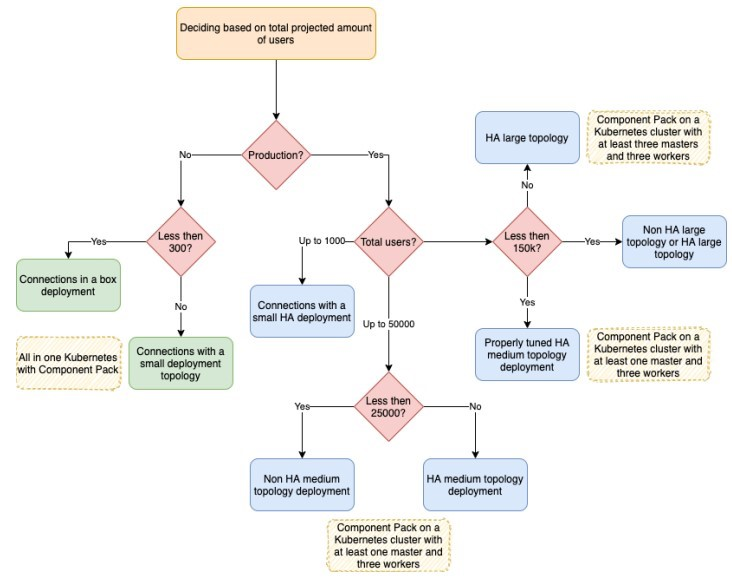 Deciding based on total projected amount
of users
Production?
No
Yes
HA large topology
Component Pack on a
Kubernetes cluster with
at least three masters
and three workers
No
Less then
300?
Yes
Total users?
Up to 1000
Less then
150k?
Yes
Non HA large
topology or HA large
topology
Connections in a box
deployment
No
Connections with a
small HA deployment
Up to 50000
Yes
All in one Kubernetes
with Component Pack
Connections with a
small deployment
topology
Properly tuned HA
medium topology
deployment
Component Pack on a
Kubernetes cluster with
at least one master and
three workers
Less then
25000?
Yes
No
Non HA medium
topology deployment
HA medium topology
deployment
Component Pack on a
Kubernetes cluster with
at least one master and
three workers